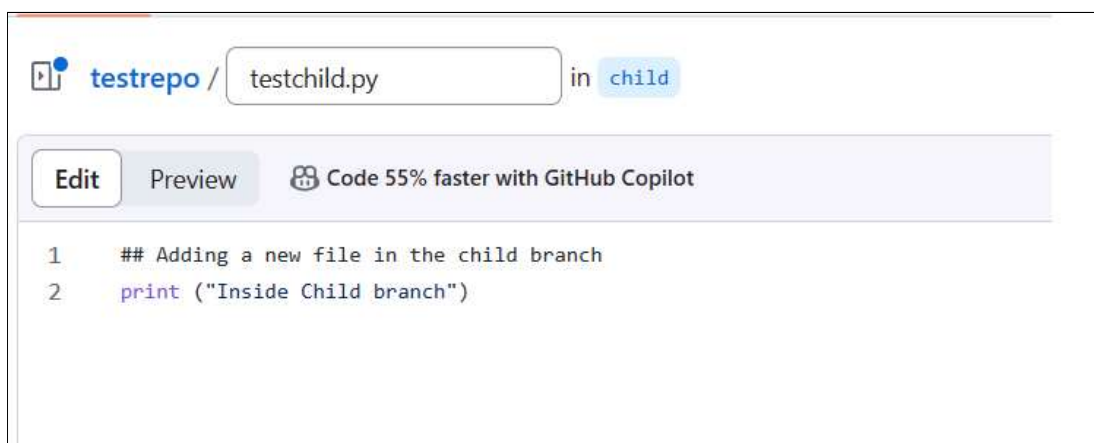 testrepo / testchild.py in child
Edit Preview Code 55% faster with GitHub Copilot
1 ## Adding a new file in the child branch
2 print ("Inside Child branch")